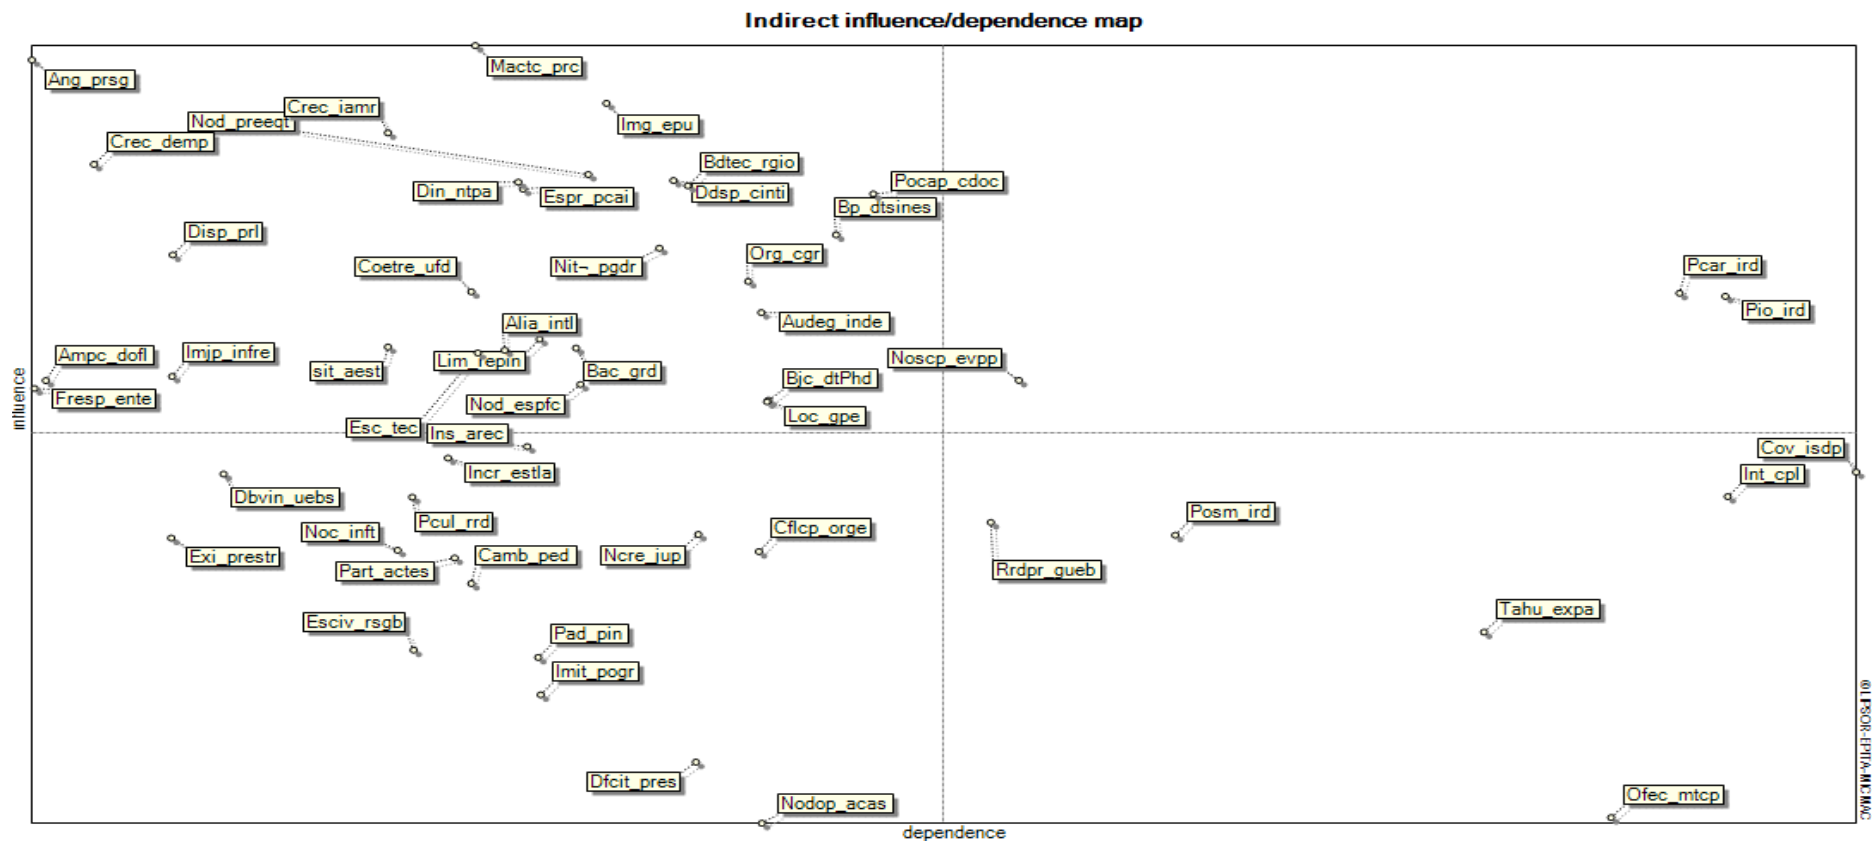 Indirect influence/dependence map
Mactc_prc
Ang_prsg
Crec_iamr
Nod_preeqt
Img_epu
Crec_demp
Bdtec_rgio
Pocap_cdoc
Din_ntpa
Espr_pcai
Ddsp_cinti
Bp_dtsines
Disp_prl
Org_cgr
Coetre_ufd
Nit¬_pgdr
Pcar_ird
Pio_ird
Alia_intl
Audeg_inde
Ampc_dofl
Imjp_infre
sit_aest
Lim_repin
Bac_grd
Noscp_evpp
Bjc_dtPhd
Fresp_ente
Nod_espfc
Loc_gpe
influence
Esc_tec
Ins_arec
Cov_isdp
Incr_estla
Int_cpl
Dbvin_uebs
Pcul_rrd
Posm_ird
Noc_inft
Cflcp_orge
Exi_prestr
Part_actes
Camb_ped
Ncre_jup
Rrdpr_gueb
Esciv_rsgb
Tahu_expa
Pad_pin
Imit_pogr
Dfcit_pres
Nodop_acas
Ofec_mtcp
dependence
©LIPSOR-EPITA-MICMAC